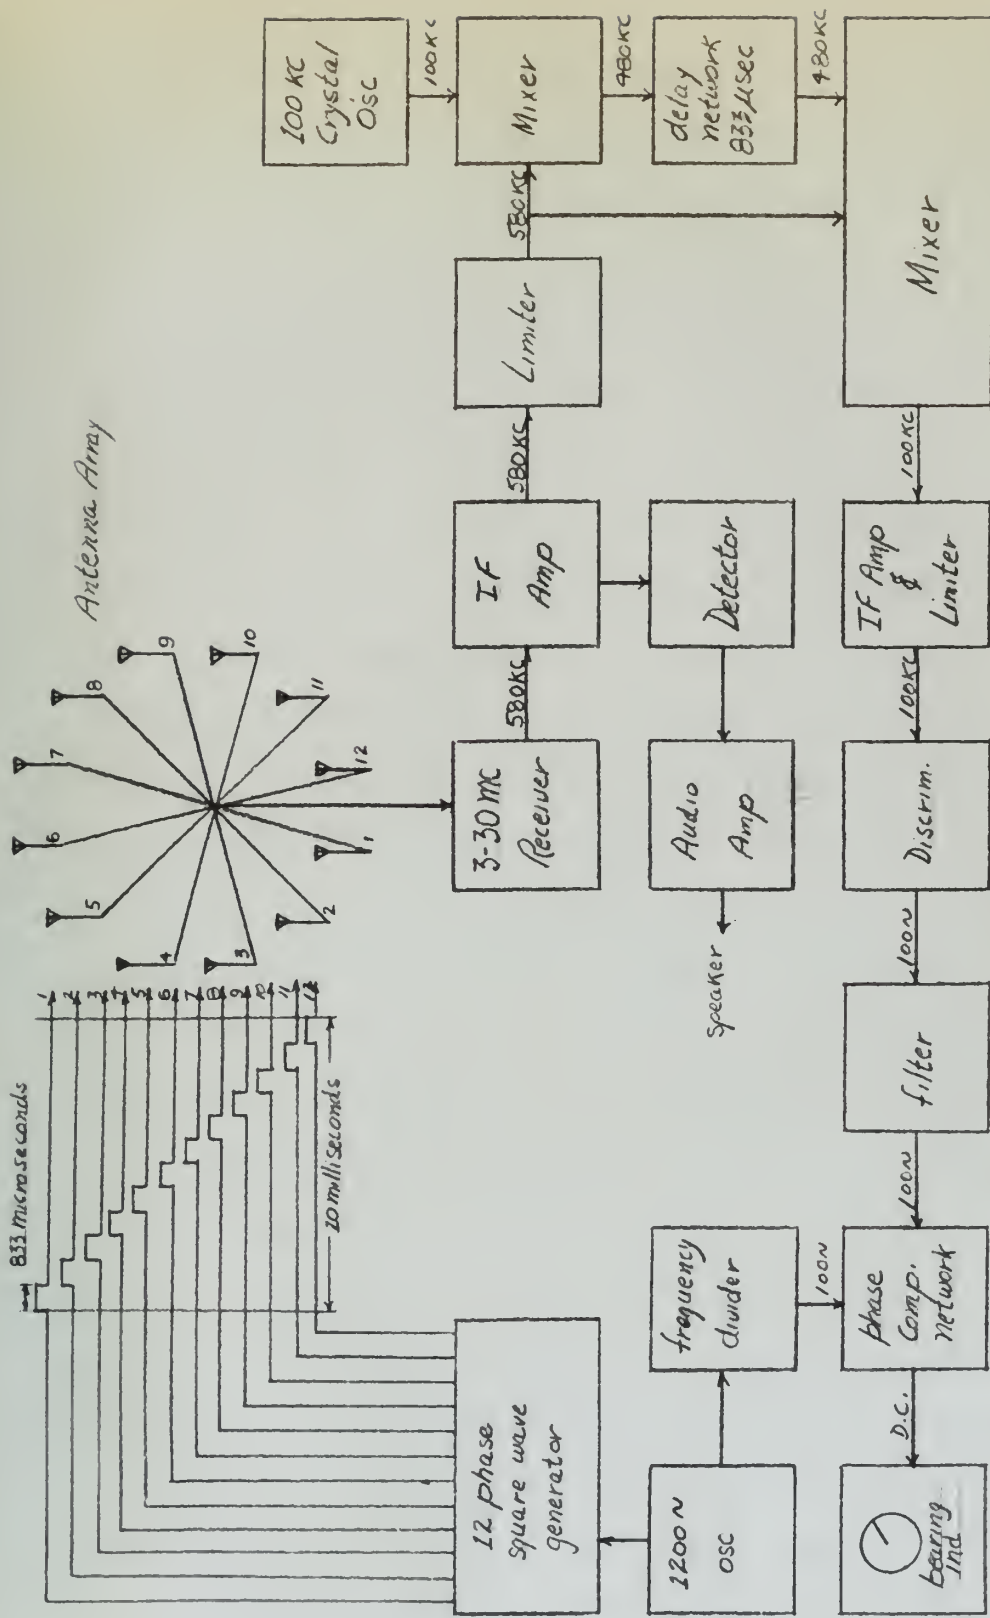 833 microseconds
20 milliseconds
1
2
3
4
5
6
7
8
9
10
11
12
Antenna Array
1
2
3
4
5
6
7
8
9
10
11
12
12 phase
square wave
generator
3-30 MC
Receiver
580KC
IF
Amp
580KC
Limiter
580KC
Mixer
100KC
100 KC
Crystal
Osc
480KC
delay
network
833 μsec
480KC
Mixer
1200~
osc
frequency
divider
100~
Speaker
Audio
Amp
Detector
bearing
ind
D.C.
phase
Comp.
network
100~
filter
100~
Discrim.
100KC
IF Amp
&
Limiter
100KC